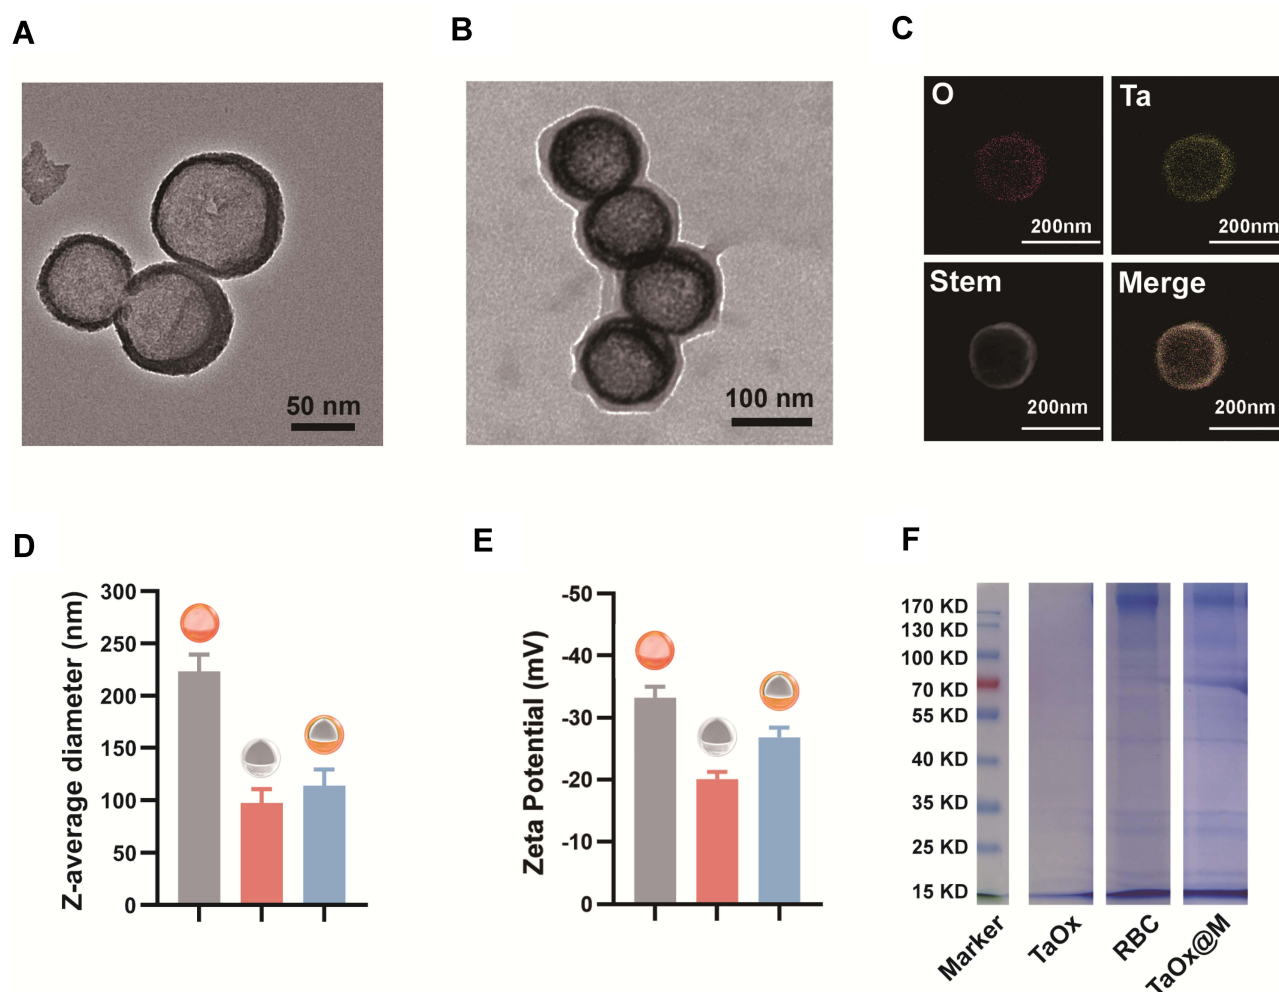 A
B
C
50 nm
100 nm
O
Ta
200nm
200nm
Stem
Merge
200nm
200nm
D
E
F
Z-average diameter (nm)
300
250
200
150
100
50
0
Zeta Potential (mV)
-50
-40
-30
-20
-10
0
170 KD
130 KD
100 KD
70 KD
55 KD
40 KD
35 KD
25 KD
15 KD
Marker
TaOx
RBC
TaOx@M